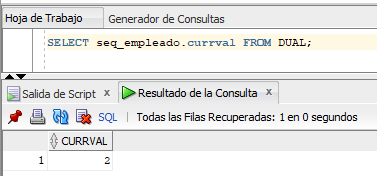 Hoja de Trabajo Generador de Consultas
SELECT seq_empleado.currval FROM DUAL;
Salida de Script x Resultado de la Consulta x
SQL | Todas las Filas Recuperadas: 1 en 0 segundos
CURRVAL
1 2